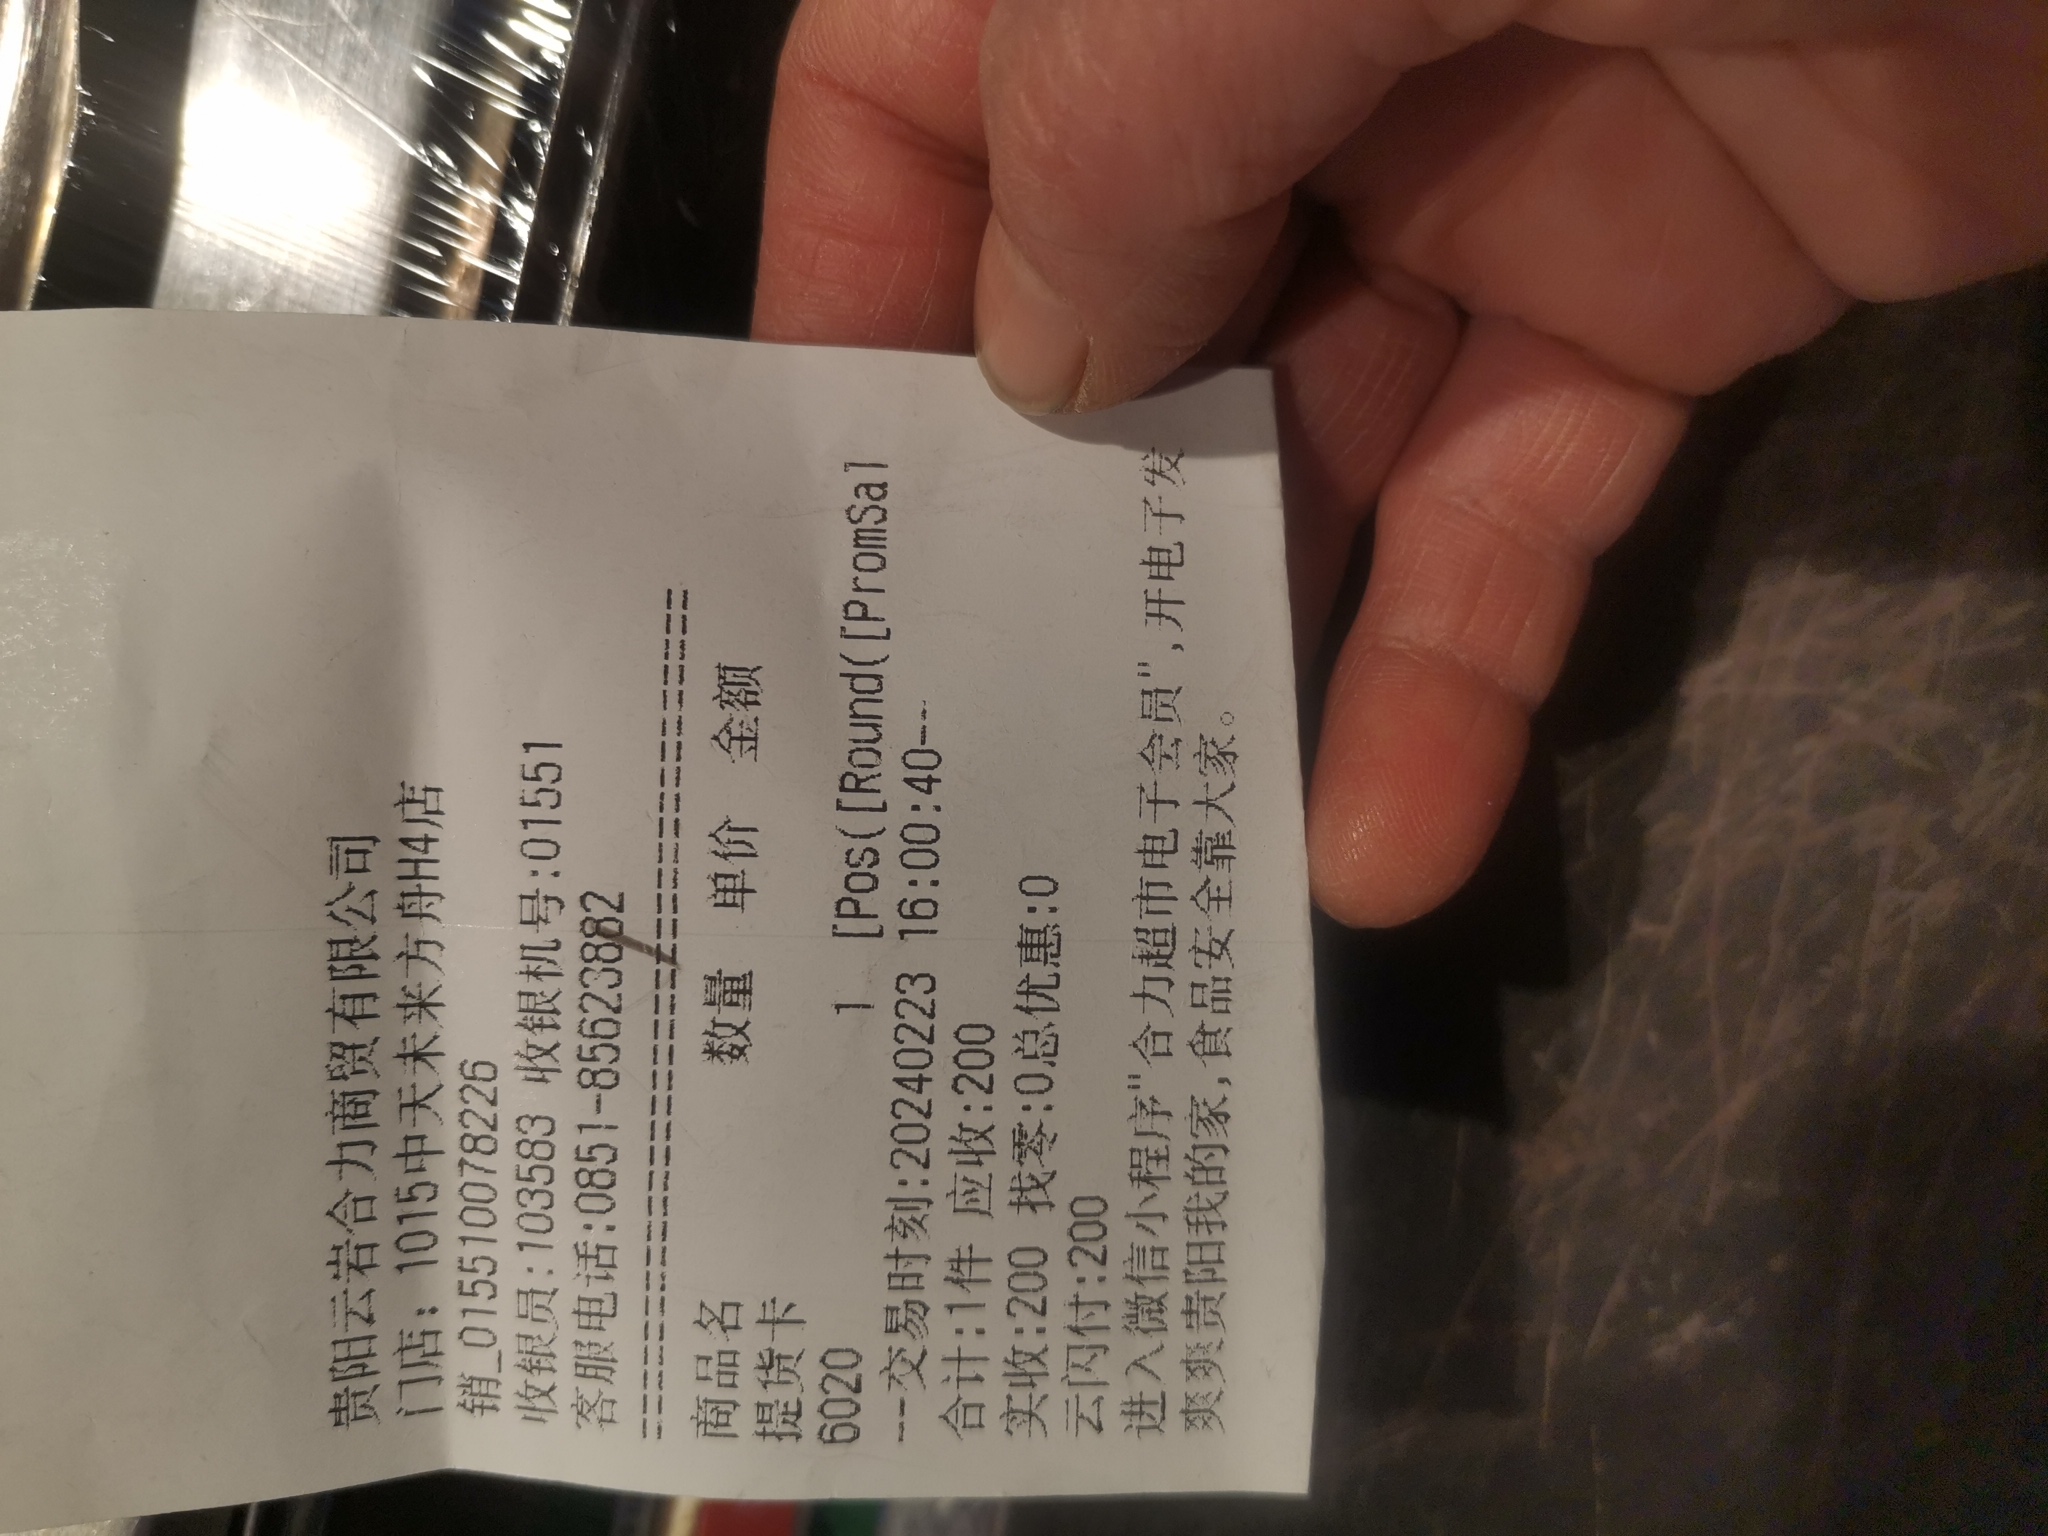 贵阳云岩合力商贸有限公司
门店：1015中天未来方舟H4店
销_015510078226
收银员:103583 收银机号:01551
客服电话:0851-85623882
商品名 数量 单价 金额
提货卡
60020 1 [Pos([Round([PromSal
--交易时刻:20240223 16:00:40--
合计:1件 应收:200
实收:200 找零:0总优惠:0
云闪付:200
进入微信小程序"合力超市电子会员",开电子发
爽爽贵阳我的家,食品安全靠大家。